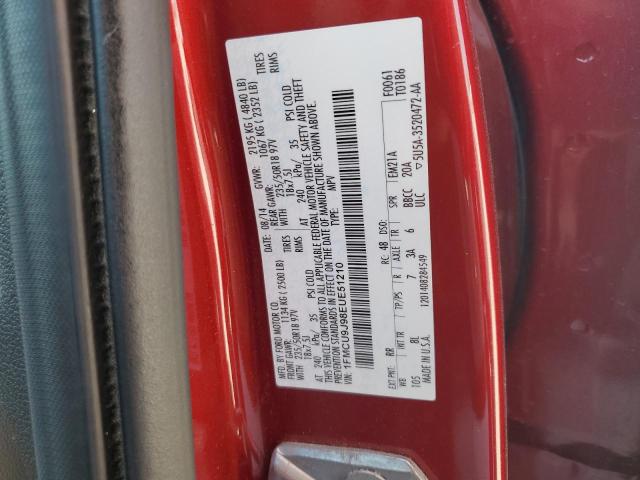 MFD. BY FORD MOTOR CO.
DATE: 08/14 GVWR: 2195 KG ( 4840 LB)
FRONT GAWR: 1134 KG ( 2500 LB) REAR GAWR: 1067 KG ( 2352 LB)
WITH 235/50R18 97V TIRES WITH 235/50R18 97V TIRES
18x7.5J RIMS 18x7.5J RIMS
AT 240 kPa/ 35 PSI COLD AT 240 kPa/ 35 PSI COLD
THIS VEHICLE CONFORMS TO ALL APPLICABLE FEDERAL MOTOR VEHICLE SAFETY AND THEFT
PREVENTION STANDARDS IN EFFECT ON THE DATE OF MANUFACTURE SHOWN ABOVE.
VIN: 1FMCU9J98EUE51210 TYPE: MPV
F0061
T0186
EXT PNT: RR RC: 48 DSO:
WB INT TR TP/PS R AXLE TR SPR EM21A
105 8L 7 3A 6 BBCC 20A
MADE IN U.S.A. 1201408284549 ULC ▽5U5A-3520472-AA